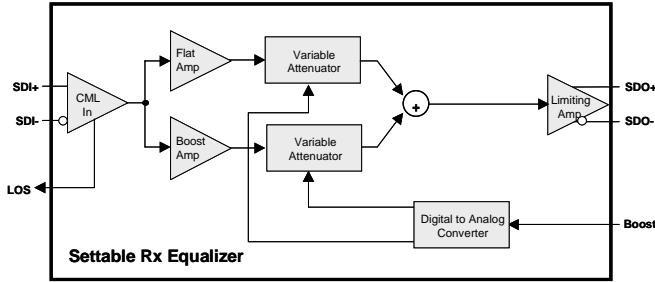 Flat
Amp
Variable
Attenuator
SDI+
CML
In
SDI-
+
Limiting
Amp
SDO+
SDO-
Boost
Amp
Variable
Attenuator
LOS
Digital to Analog
Converter
Boost
Settable Rx Equalizer